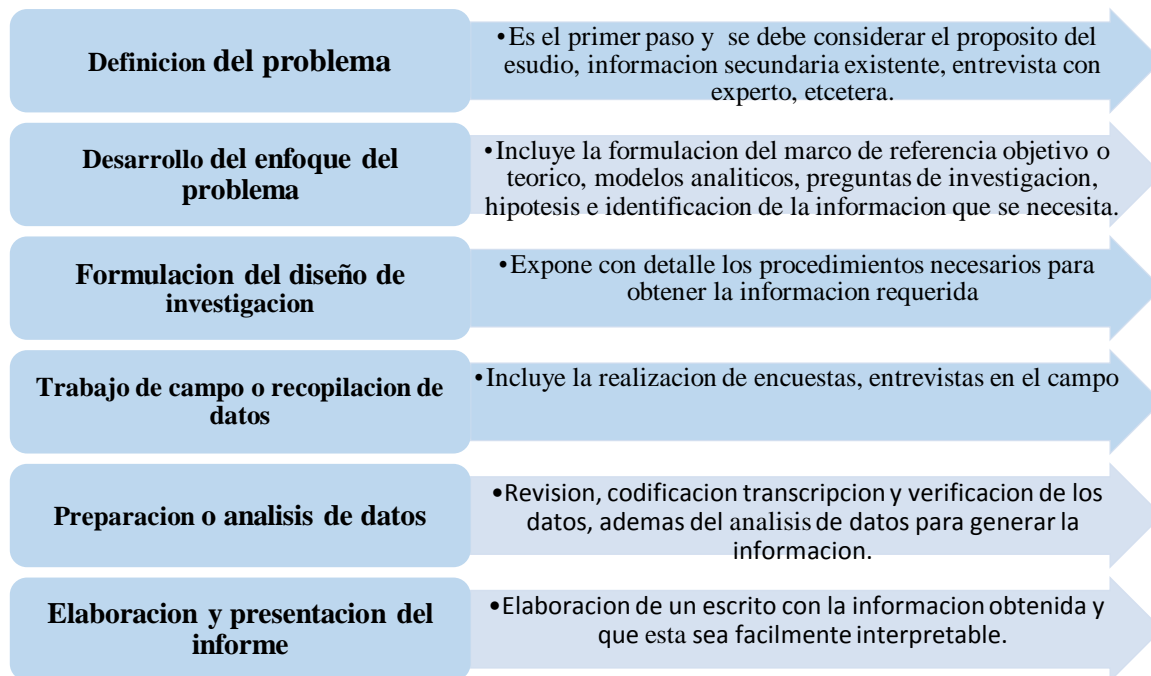 Definicion del problema
•Es el primer paso y se debe considerar el proposito del
esudio, informacion secundaria existente, entrevista con
experto, etcetera.
Desarrollo del enfoque del
problema
•Incluye la formulacion del marco de referencia objetivo o
teorico, modelos analiticos, preguntas de investigacion,
hipotesis e identificacion de la informacion que se necesita.
Formulacion del diseño de
investigacion
•Expone con detalle los procedimientos necesarios para
obtener la informacion requerida
Trabajo de campo o recopilacion de
datos
•Incluye la realizacion de encuestas, entrevistas en el campo
Preparacion o analisis de datos
•Revision, codificacion transcripcion y verificacion de los
datos, ademas del analisis de datos para generar la
informacion.
Elaboracion y presentacion del
informe
•Elaboracion de un escrito con la informacion obtenida y
que esta sea facilmente interpretable.